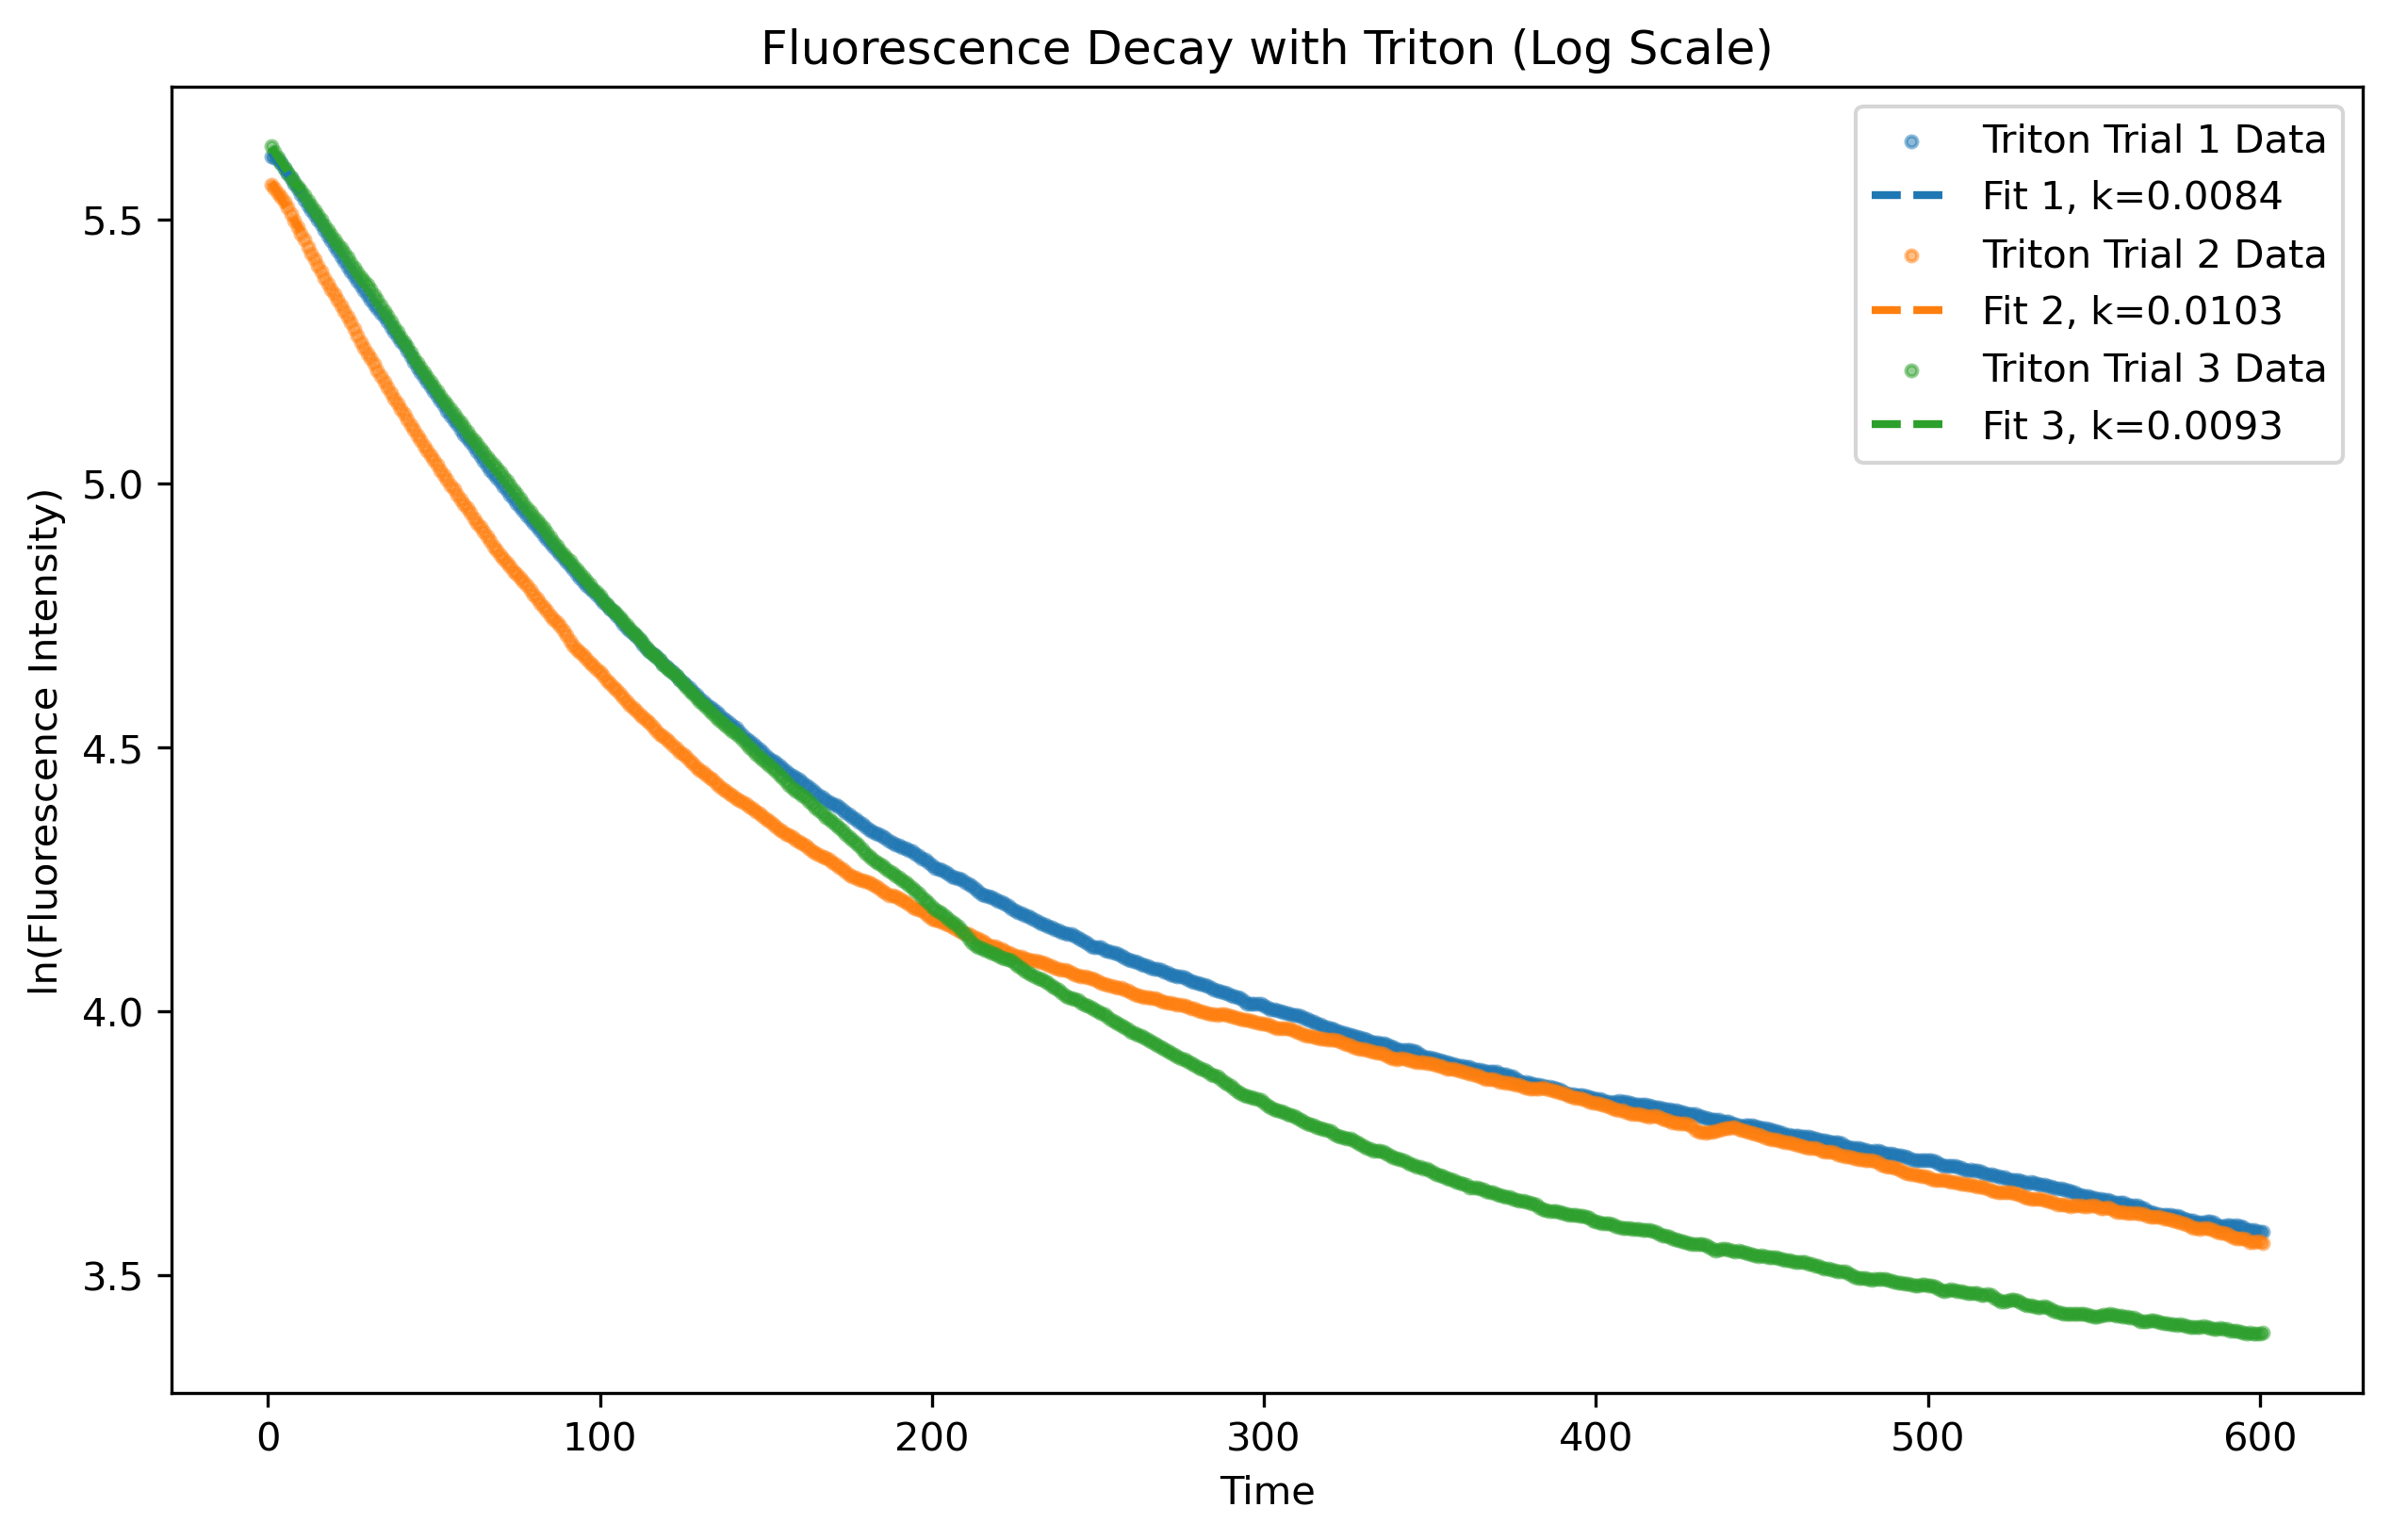 Fluorescence Decay with Triton (Log Scale)
Triton Trial 1 Data
Fit 1, k=0.0084
Triton Trial 2 Data
Fit 2, k=0.0103
Triton Trial 3 Data
Fit 3, k=0.0093
ln(Fluorescence Intensity)
5.5
5.0
4.5
4.0
3.5
0 100 200 300 400 500 600
Time